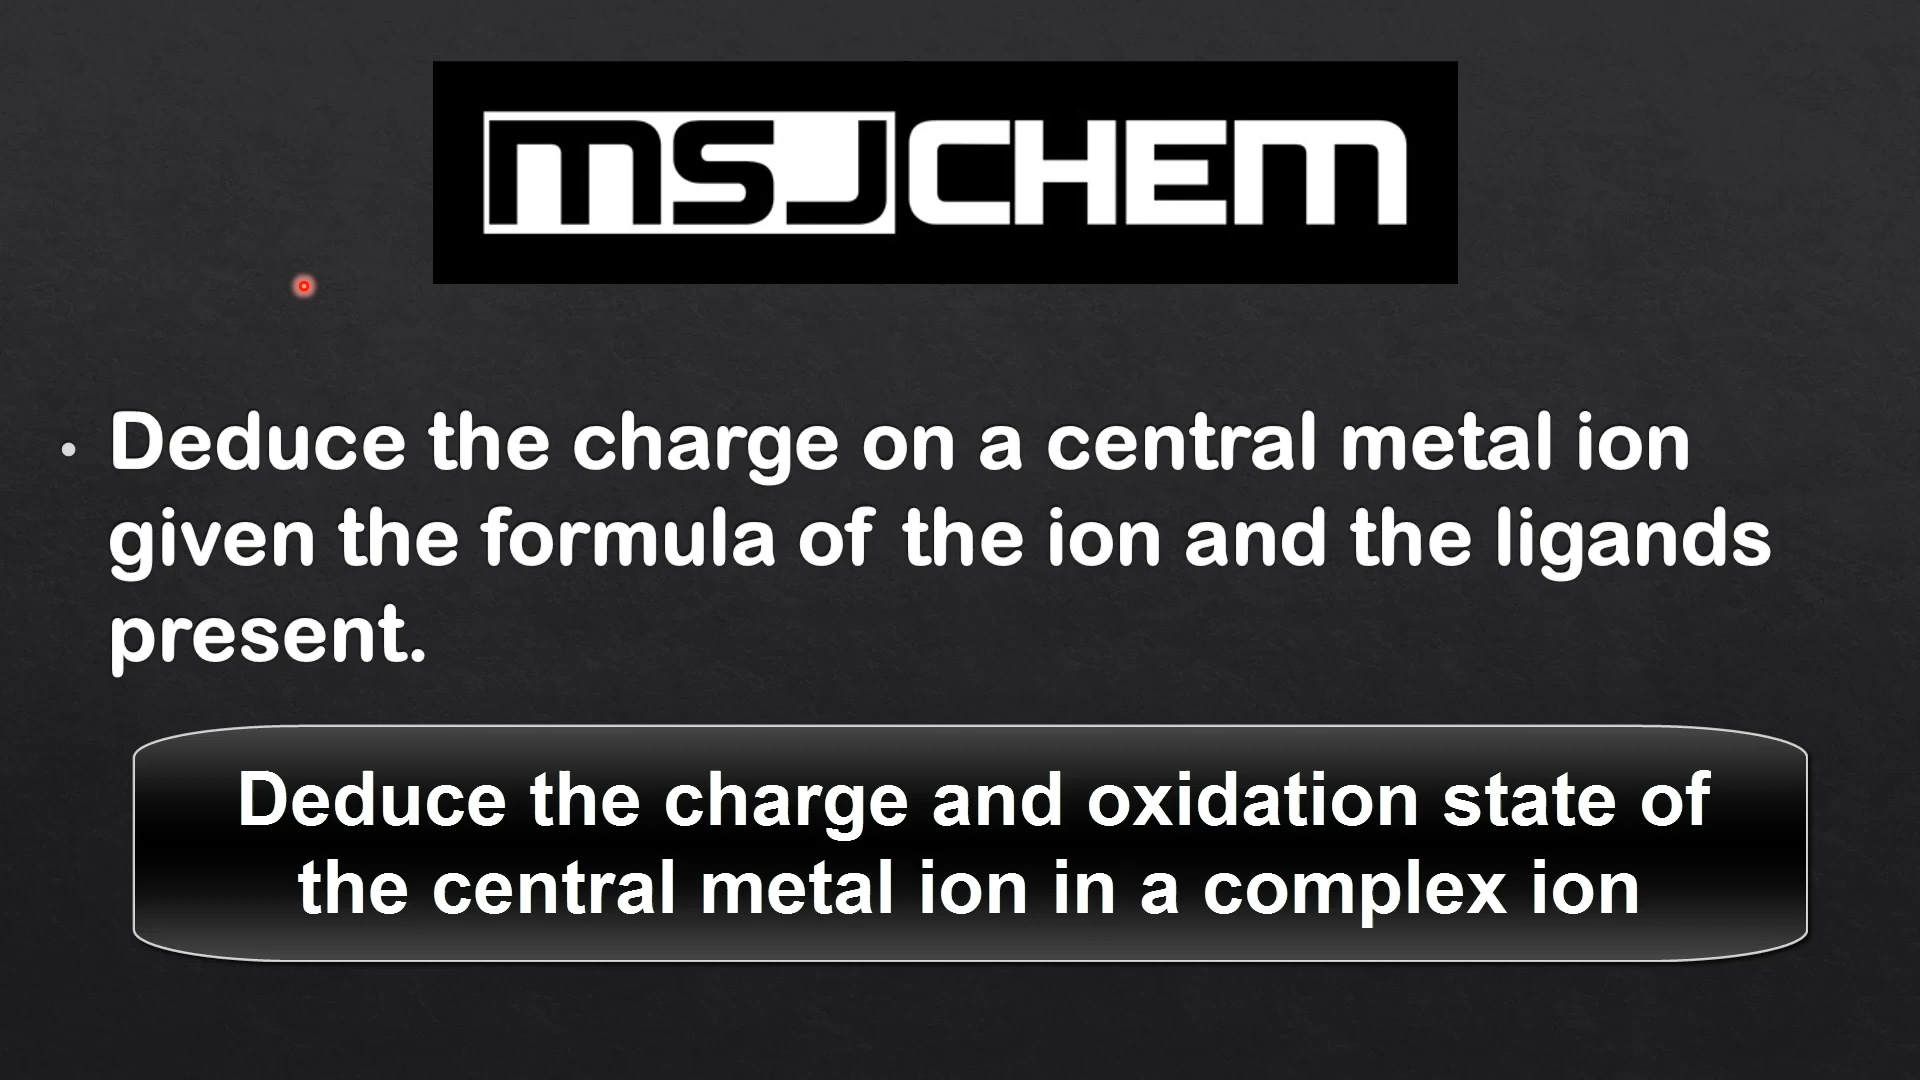 MSJCHEM
• Deduce the charge on a central metal ion
given the formula of the ion and the ligands
present.
Deduce the charge and oxidation state of
the central metal ion in a complex ion